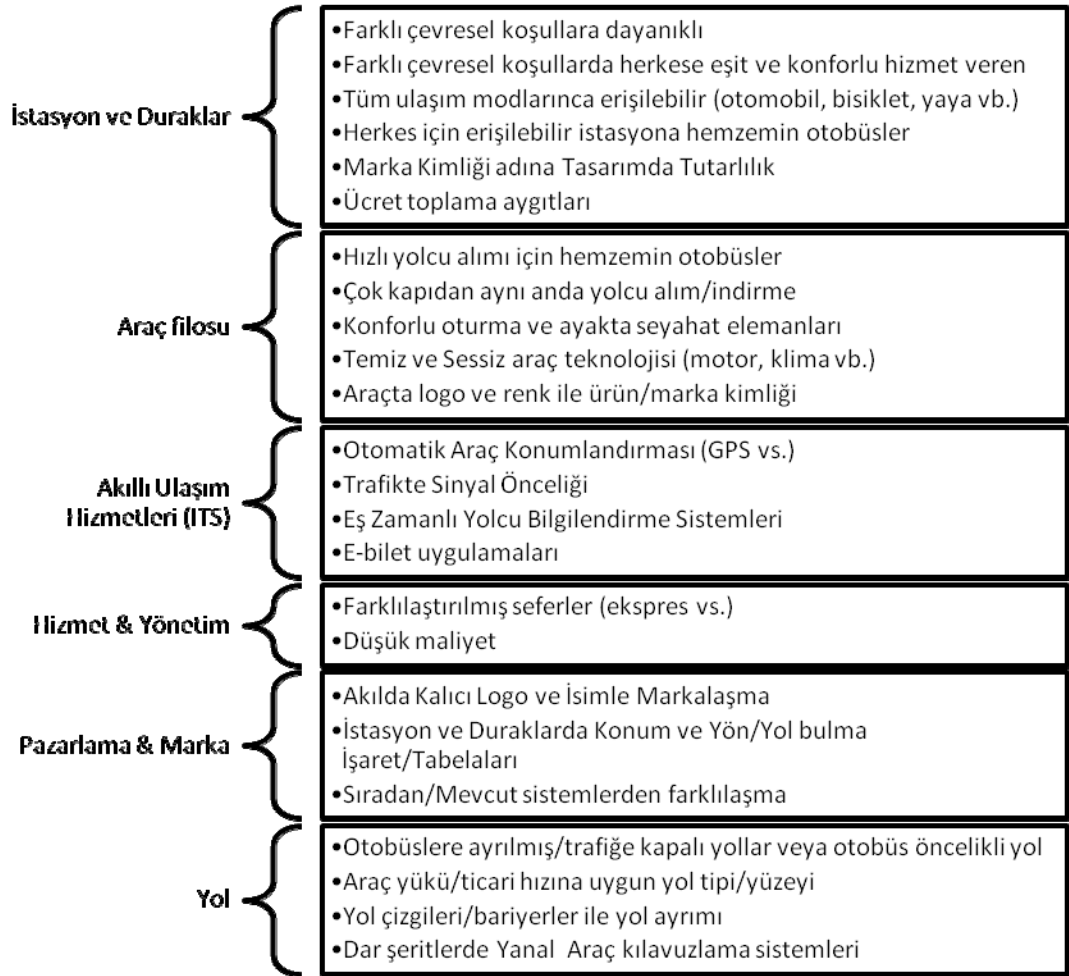 İstasyon ve Duraklar
•Farklı çevresel koşullara dayanıklı
•Farklı çevresel koşullarda herkese eşit ve konforlu hizmet veren
•Tüm ulaşım modlarınca erişilebilir (otomobil, bisiklet, yaya vb.)
•Herkes için erişilebilir istasyona hemzemin otobüsler
•Marka Kimliği adına Tasarımda Tutarlılık
•Ücret toplama aygıtları
Araç filosu
•Hızlı yolcu alımı için hemzemin otobüsler
•Çok kapıdan aynı anda yolcu alım/indirme
•Konforlu oturma ve ayakta seyahat elemanları
•Temiz ve Sessiz araç teknolojisi (motor, klima vb.)
•Araçta logo ve renk ile ürün/marka kimliği
Akıllı Ulaşım
Hizmetleri (ITS)
•Otomatik Araç Konumlandırması (GPS vs.)
•Trafikte Sinyal Önceliği
•Eş Zamanlı Yolcu Bilgilendirme Sistemleri
•E-bilet uygulamaları
Hizmet & Yönetim
•Farklılaştırılmış seferler (ekspres vs.)
•Düşük maliyet
Pazarlama & Marka
•Akılda Kalıcı Logo ve İsimle Markalaşma
•İstasyon ve Duraklarda Konum ve Yön/Yol bulma
İşaret/Tabelaları
•Sıradan/Mevcut sistemlerden farklılaşma
Yol
•Otobüslere ayrılmış/trafiğe kapalı yollar veya otobüs öncelikli yol
•Araç yükü/ticari hızına uygun yol tipi/yüzeyi
•Yol çizgileri/bariyerler ile yol ayrımı
•Dar şeritlerde Yanal Araç kılavuzlama sistemleri